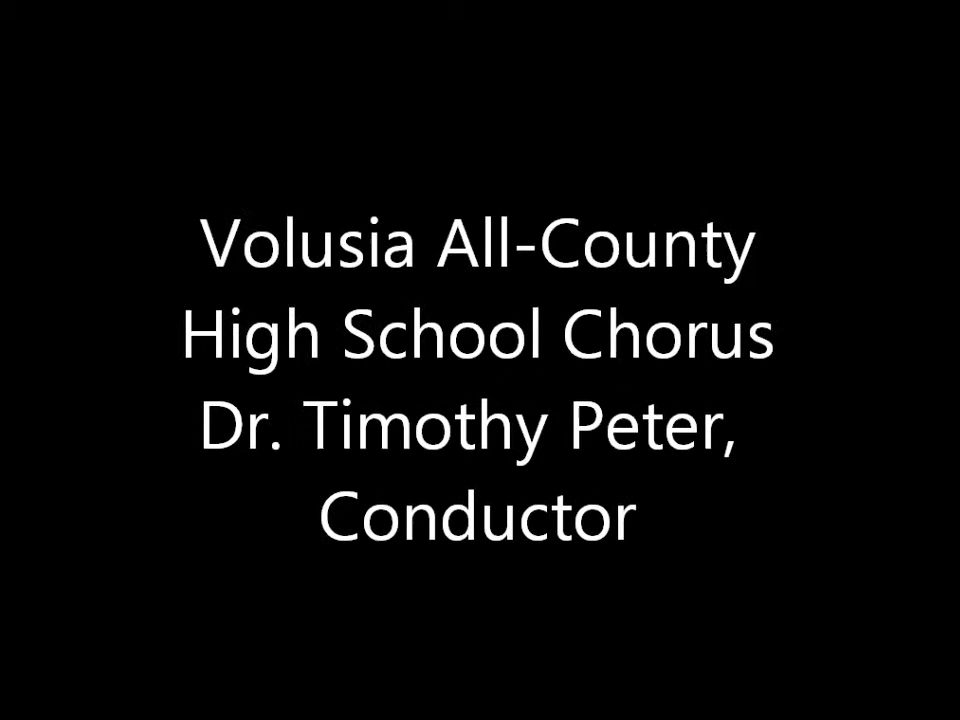 Volusia All-County
High School Chorus
Dr. Timothy Peter,
Conductor